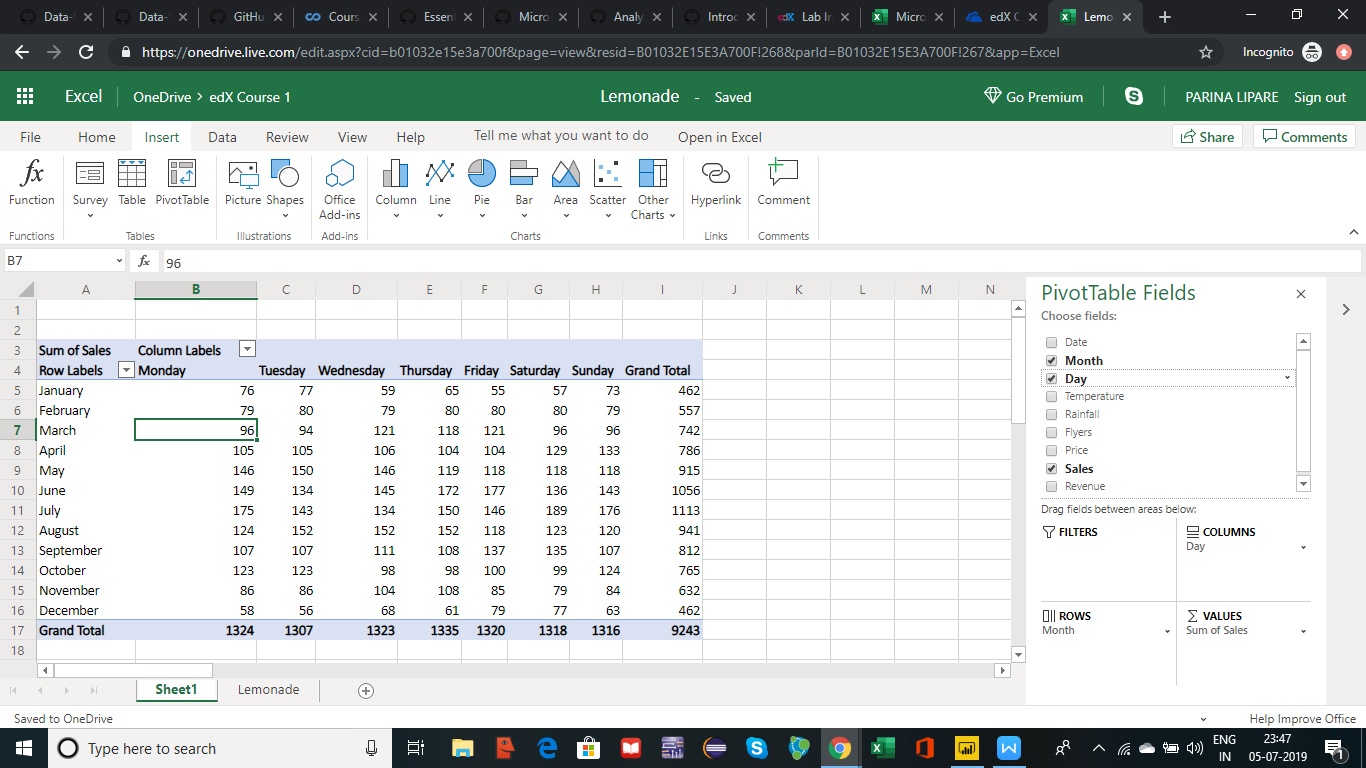 Data- Data- GitHu Cours Essen Micro Analy Introd edX Lab In Micro edX C Lemo
https://onedrive.live.com/edit.aspx?cid=b01032e15e3a700f&page=view&resid=B01032E15E3A700F!268&parId=B01032E15E3A700F!267&app=Excel Incognito
Excel OneDrive > edX Course 1 Lemonade - Saved Go Premium PARINA LIPARE Sign out
File Home Insert Data Review View Help Tell me what you want to do Open in Excel Share Comments
Function Survey Table PivotTable Picture Shapes Office Add-ins Column Line Pie Bar Area Scatter Other Charts Hyperlink Comment
Functions Tables Illustrations Add-ins Charts Links Comments
B7 fx 96
A B C D E F G H I J K L M N
1
2
3 Sum of Sales Column Labels
4 Row Labels Monday Tuesday Wednesday Thursday Friday Saturday Sunday Grand Total
5 January 76 77 59 65 55 57 73 462
6 February 79 80 79 80 80 80 79 557
7 March 96 94 121 118 121 96 96 742
8 April 105 105 106 104 104 129 133 786
9 May 146 150 146 119 118 118 118 915
10 June 149 134 145 172 177 136 143 1056
11 July 175 143 134 150 146 189 176 1113
12 August 124 152 152 152 118 123 120 941
13 September 107 107 111 108 137 135 107 812
14 October 123 123 98 98 100 99 124 765
15 November 86 86 104 108 85 79 84 632
16 December 58 56 68 61 79 77 63 462
17 Grand Total 1324 1307 1323 1335 1320 1318 1316 9243
18
PivotTable Fields
Choose fields:
Date
Month
Day
Temperature
Rainfall
Flyers
Price
Sales
Revenue
Drag fields between areas below:
FILTERS COLUMNS
Day
ROWS VALUES
Month Sum of Sales
Sheet1 Lemonade
Saved to OneDrive Help Improve Office
Type here to search ENG 23:47
IN 05-07-2019 1